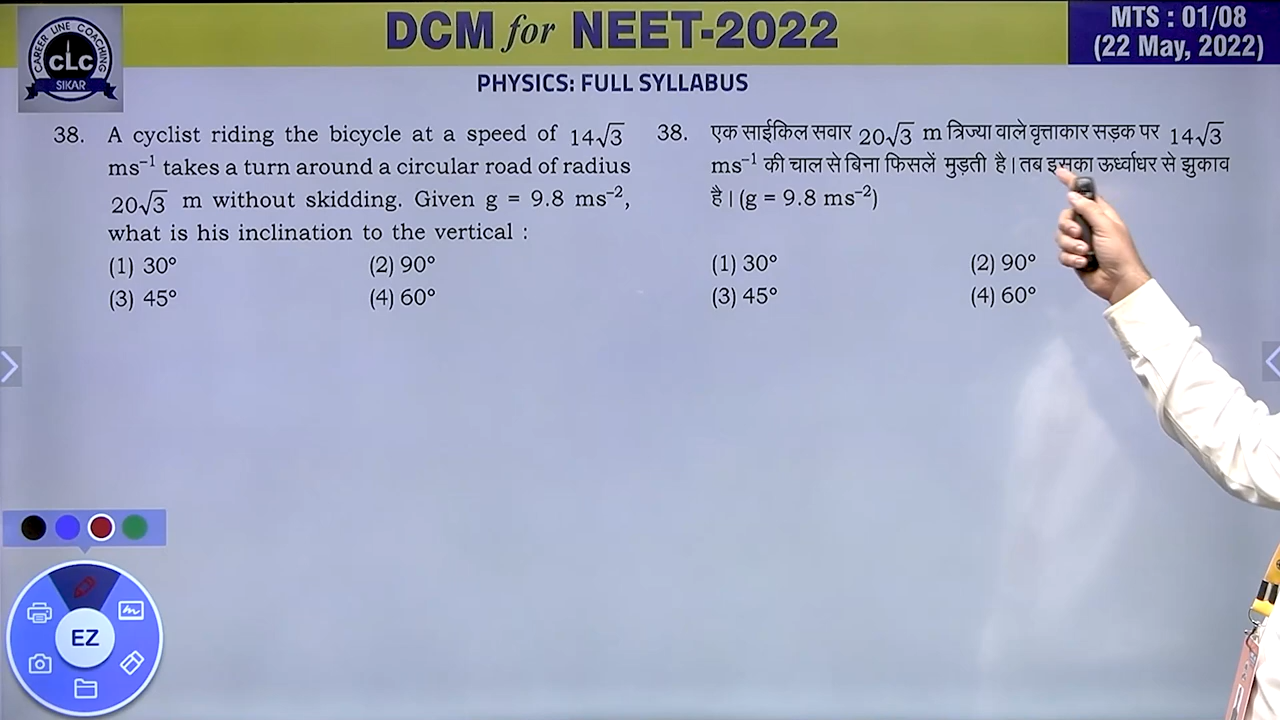 CAREER LINE COACHING
CLC
SIKAR
DCM for NEET-2022
MTS : 01/08
(22 May, 2022)
PHYSICS: FULL SYLLABUS
38. A cyclist riding the bicycle at a speed of 14√3
ms⁻¹ takes a turn around a circular road of radius
20√3 m without skidding. Given g = 9.8 ms⁻²,
what is his inclination to the vertical :
(1) 30° (2) 90°
(3) 45° (4) 60°
38. एक साईकिल सवार 20√3 m त्रिज्या वाले वृत्ताकार सड़क पर 14√3
ms⁻¹ की चाल से बिना फिसलें मुड़ती है। तब इसका ऊर्ध्वाधर से झुकाव
है। (g = 9.8 ms⁻²)
(1) 30° (2) 90°
(3) 45° (4) 60°
EZ